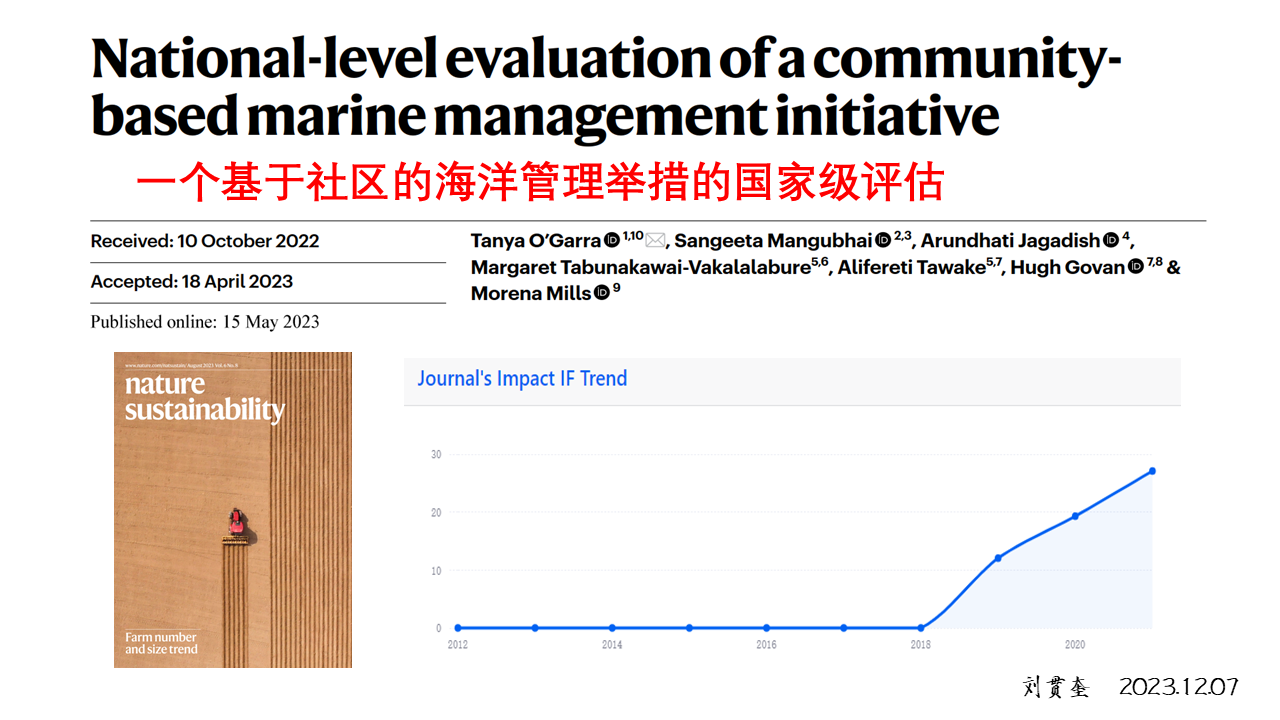 National-level evaluation of a community-
based marine management initiative
一个基于社区的海洋管理举措的国家级评估
Received: 10 October 2022
Accepted: 18 April 2023
Published online: 15 May 2023
Tanya O’Garra 1,10, Sangeeta Mangubhai 2,3, Arundhati Jagadish 4,
Margaret Tabunakawai-Vakalalabure5,6, Alifereti Tawake5,7, Hugh Govan 7,8 &
Morena Mills 9
www.nature.com/natsustain/August 2023 Vol. 6 No. 8
nature
sustainability
Farm number
and size trend
Journal's Impact IF Trend
30
20
10
0
2012 2014 2016 2018 2020
刘贯奎 2023.12.07